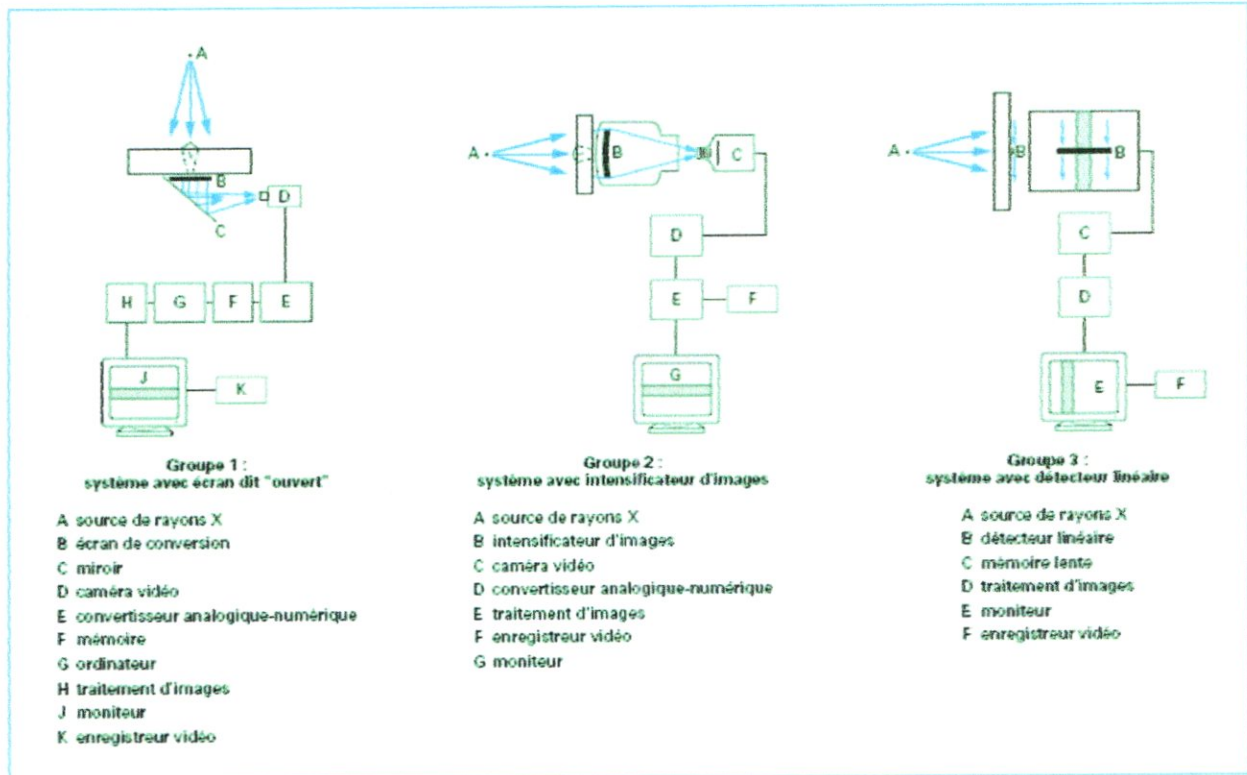 A
B
D
C
H
G
F
E
J
K
Groupe 1 :
système avec écran dit "ouvert"
A source de rayons X
B écran de conversion
C miroir
D caméra vidéo
E convertisseur analogique-numérique
F mémoire
G ordinateur
H traitement d'images
J moniteur
K enregistreur vidéo
A
B
C
D
E
F
G
Groupe 2 :
système avec intensificateur d'images
A source de rayons X
B intensificateur d'images
C caméra vidéo
D convertisseur analogique-numérique
E traitement d'images
F enregistreur vidéo
G moniteur
A
B
B
C
D
E
F
Groupe 3 :
système avec détecteur linéaire
A source de rayons X
B détecteur linéaire
C mémoire lente
D traitement d'images
E moniteur
F enregistreur vidéo